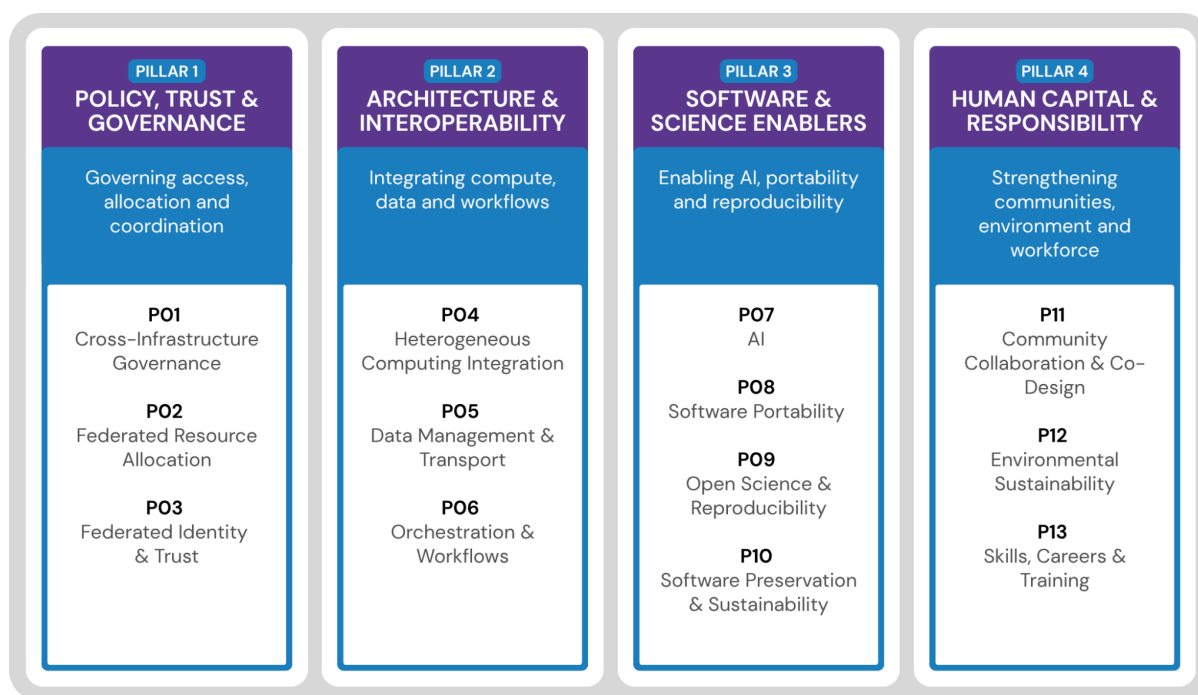 PILLAR 1
POLICY, TRUST &
GOVERNANCE
Governing access,
allocation and
coordination
P01
Cross-Infrastructure
Governance
P02
Federated Resource
Allocation
P03
Federated Identity
& Trust
PILLAR 2
ARCHITECTURE &
INTEROPERABILITY
Integrating compute,
data and workflows
P04
Heterogeneous
Computing Integration
P05
Data Management &
Transport
P06
Orchestration &
Workflows
PILLAR 3
SOFTWARE &
SCIENCE ENABLERS
Enabling AI, portability
and reproducibility
P07
AI
P08
Software Portability
P09
Open Science &
Reproducibility
P10
Software Preservation
& Sustainability
PILLAR 4
HUMAN CAPITAL &
RESPONSIBILITY
Strengthening
communities,
environment and
workforce
P11
Community
Collaboration & Co-
Design
P12
Environmental
Sustainability
P13
Skills, Careers &
Training